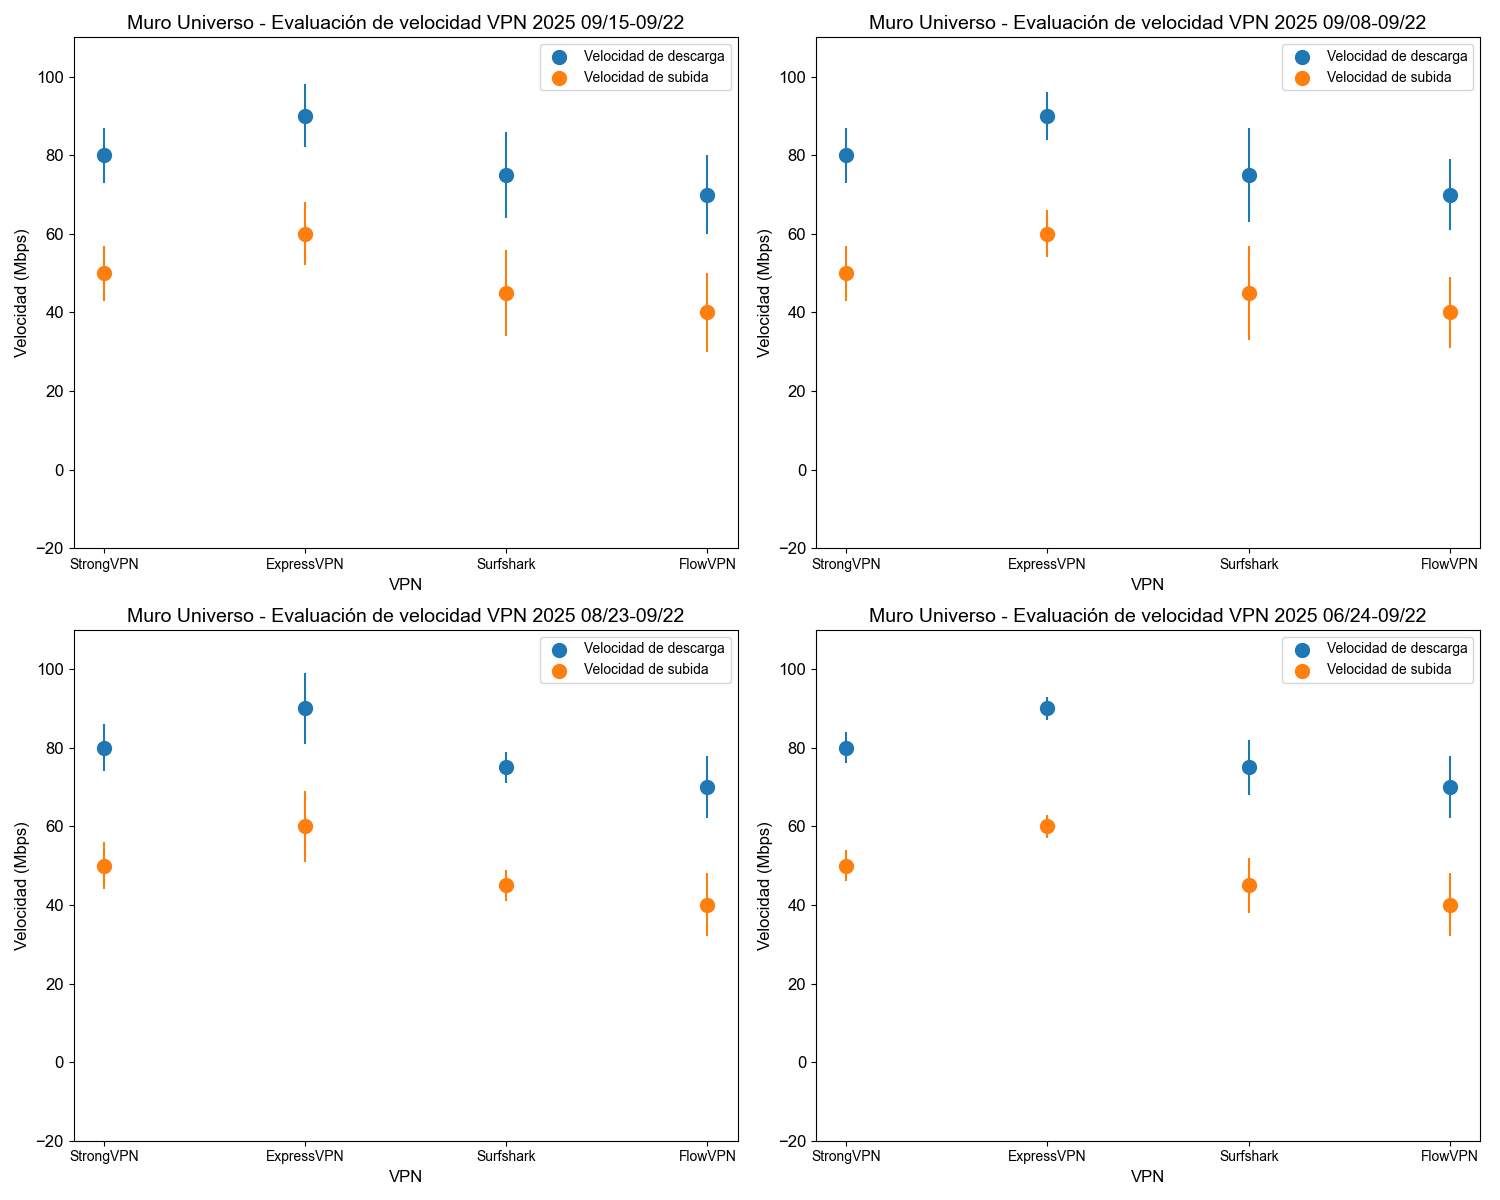 Muro Universo - Evaluación de velocidad VPN 2025 09/15-09/22
Velocidad de descarga
Velocidad de subida
100
80
60
40
20
0
−20
Velocidad (Mbps)
StrongVPN
ExpressVPN
Surfshark
FlowVPN
VPN
Muro Universo - Evaluación de velocidad VPN 2025 09/08-09/22
Velocidad de descarga
Velocidad de subida
100
80
60
40
20
0
−20
Velocidad (Mbps)
StrongVPN
ExpressVPN
Surfshark
FlowVPN
VPN
Muro Universo - Evaluación de velocidad VPN 2025 08/23-09/22
Velocidad de descarga
Velocidad de subida
100
80
60
40
20
0
−20
Velocidad (Mbps)
StrongVPN
ExpressVPN
Surfshark
FlowVPN
VPN
Muro Universo - Evaluación de velocidad VPN 2025 06/24-09/22
Velocidad de descarga
Velocidad de subida
100
80
60
40
20
0
−20
Velocidad (Mbps)
StrongVPN
ExpressVPN
Surfshark
FlowVPN
VPN